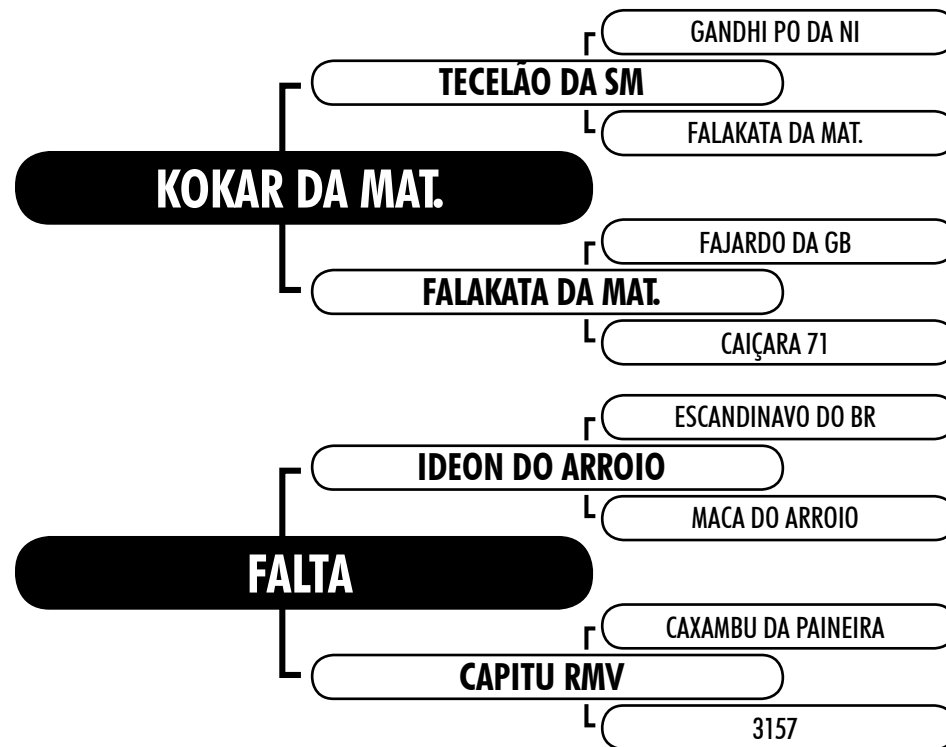 GANDHI PO DA NI
TECELÃO DA SM
FALAKATA DA MAT.
KOKAR DA MAT.
FAJARDO DA GB
FALAKATA DA MAT.
CAIÇARA 71
ESCANDINAVO DO BR
IDEON DO ARROIO
MACA DO ARROIO
FALTA
CAXAMBU DA PAINEIRA
CAPITU RMV
3157